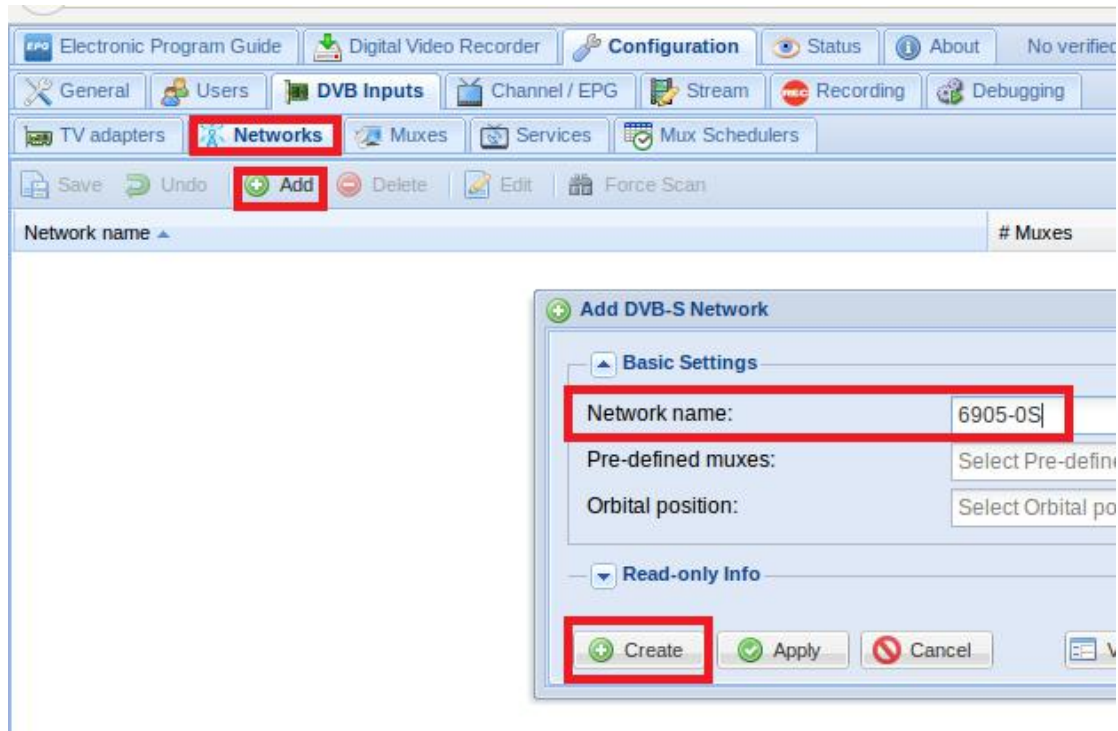 EPG Electronic Program Guide Digital Video Recorder Configuration Status About No verified
General Users DVB Inputs Channel / EPG Stream REC Recording Debugging
TV adapters Networks Muxes Services Mux Schedulers
Save Undo Add Delete Edit Force Scan
Network name # Muxes
Add DVB-S Network
Basic Settings
Network name: 6905-0S
Pre-defined muxes: Select Pre-define
Orbital position: Select Orbital po
Read-only Info
Create Apply Cancel V